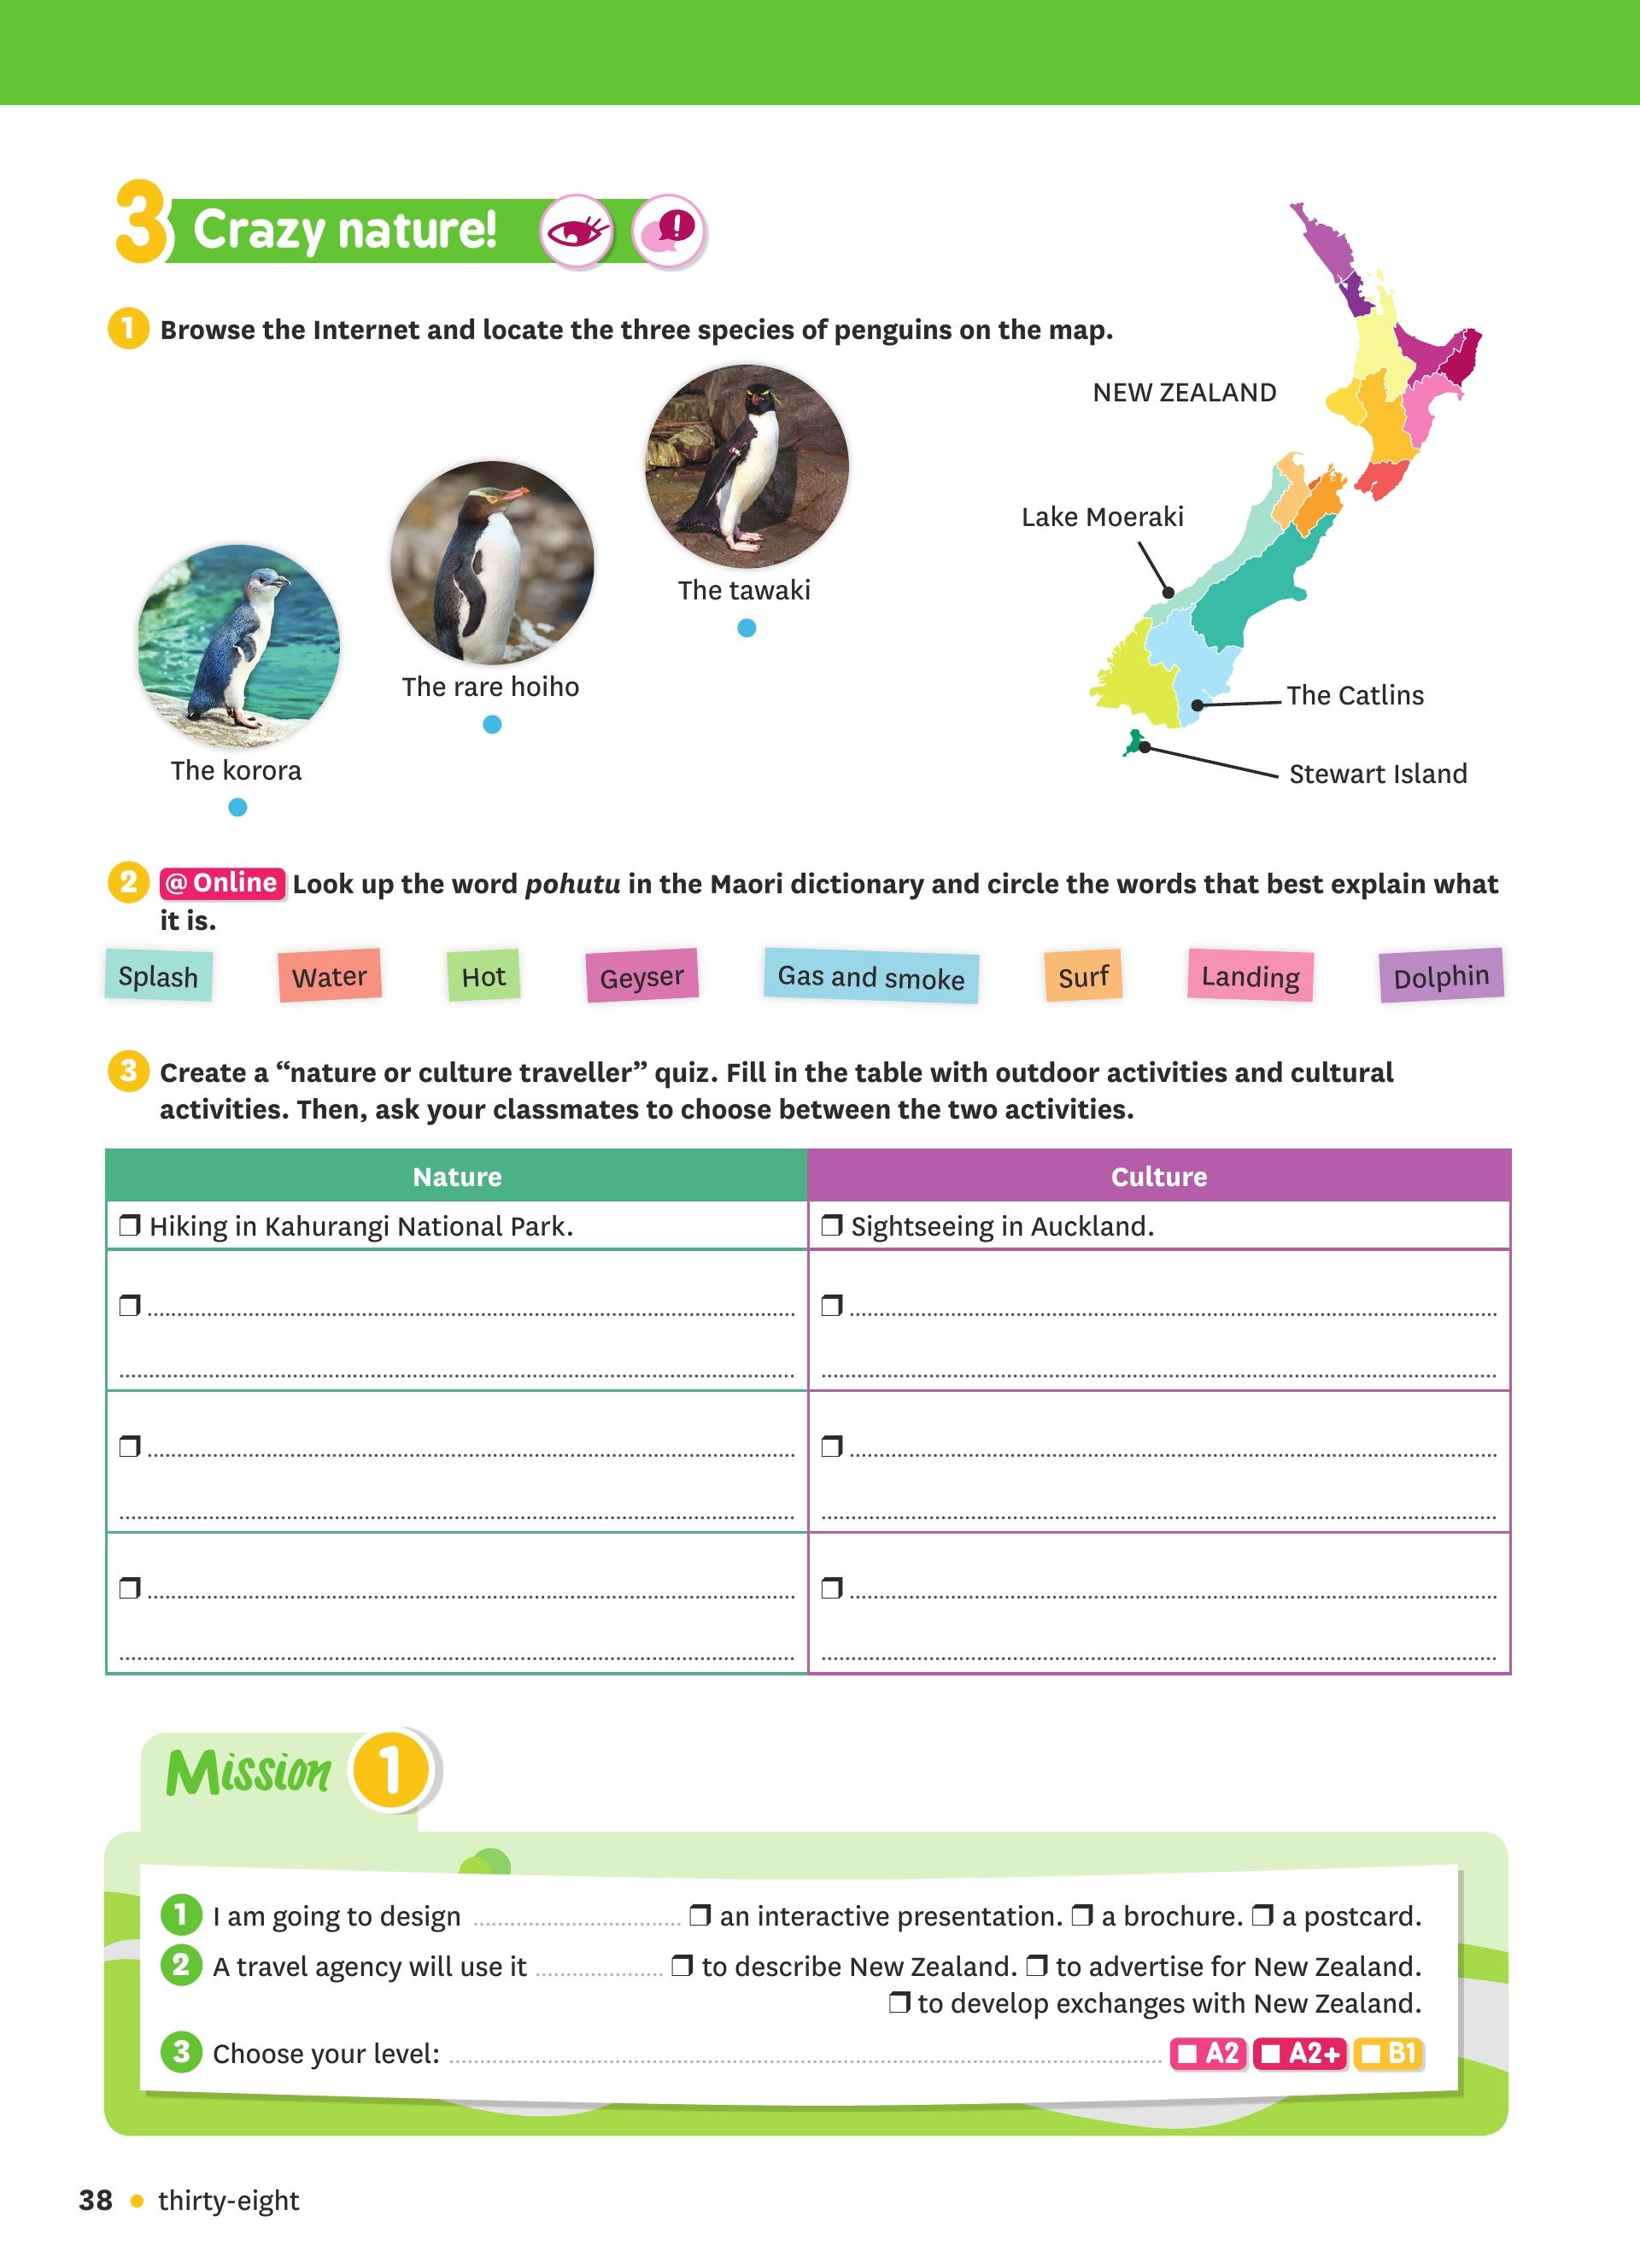 3 Crazy nature!
1 Browse the Internet and locate the three species of penguins on the map.
NEW ZEALAND
Lake Moeraki
The tawaki
The rare hoiho
The Catlins
The korora
Stewart Island
2 @ Online Look up the word pohutu in the Maori dictionary and circle the words that best explain what
it is.
Splash Water Hot Geyser Gas and smoke Surf Landing Dolphin
3 Create a “nature or culture traveller” quiz. Fill in the table with outdoor activities and cultural
activities. Then, ask your classmates to choose between the two activities.
Nature Culture
❒ Hiking in Kahurangi National Park. ❒ Sightseeing in Auckland.
❒ ❒
❒ ❒
❒ ❒
Mission 1
1 I am going to design ........ ❒ an interactive presentation. ❒ a brochure. ❒ a postcard.
2 A travel agency will use it ........ ❒ to describe New Zealand. ❒ to advertise for New Zealand.
❒ to develop exchanges with New Zealand.
3 Choose your level: ........ A2 A2+ B1
38 • thirty-eight